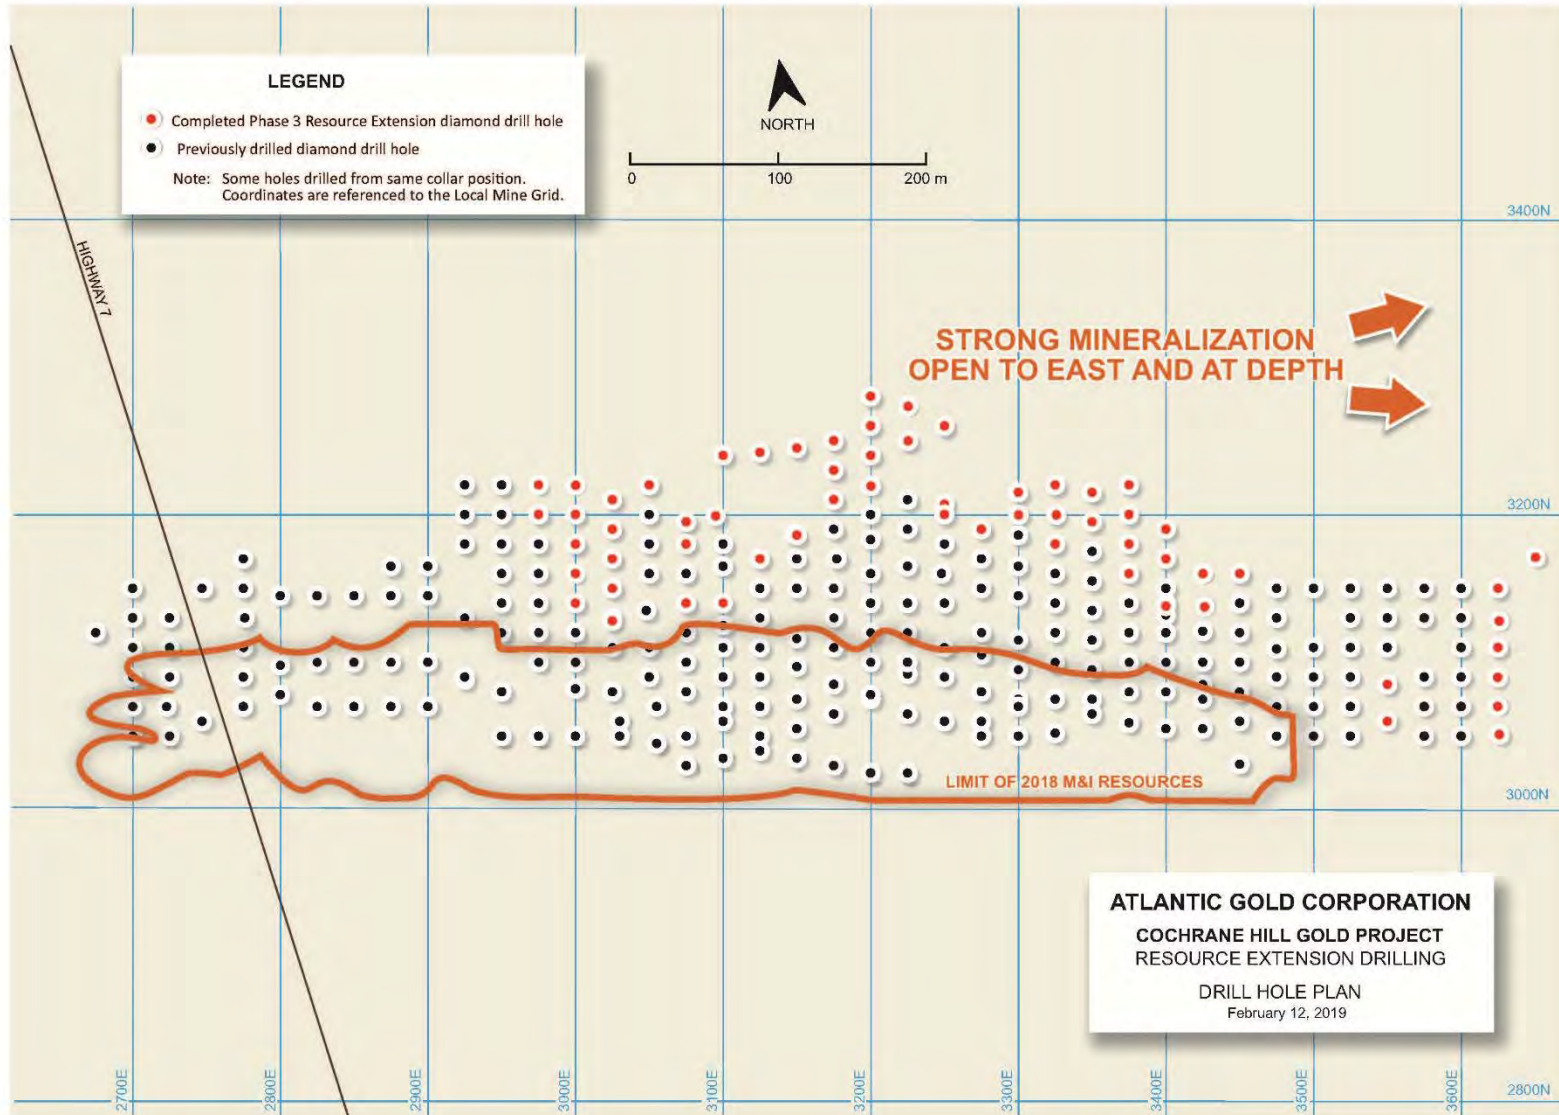 LEGEND
Completed Phase 3 Resource Extension diamond drill hole
Previously drilled diamond drill hole
Note: Some holes drilled from same collar position.
Coordinates are referenced to the Local Mine Grid.
NORTH
0 100 200 m
3400N
HIGHWAY 7
STRONG MINERALIZATION
OPEN TO EAST AND AT DEPTH
3200N
LIMIT OF 2018 M&I RESOURCES
3000N
ATLANTIC GOLD CORPORATION
COCHRANE HILL GOLD PROJECT
RESOURCE EXTENSION DRILLING
DRILL HOLE PLAN
February 12, 2019
2700E
2800E
2900E
3000E
3100E
3200E
3300E
3400E
3500E
3600E
2800N